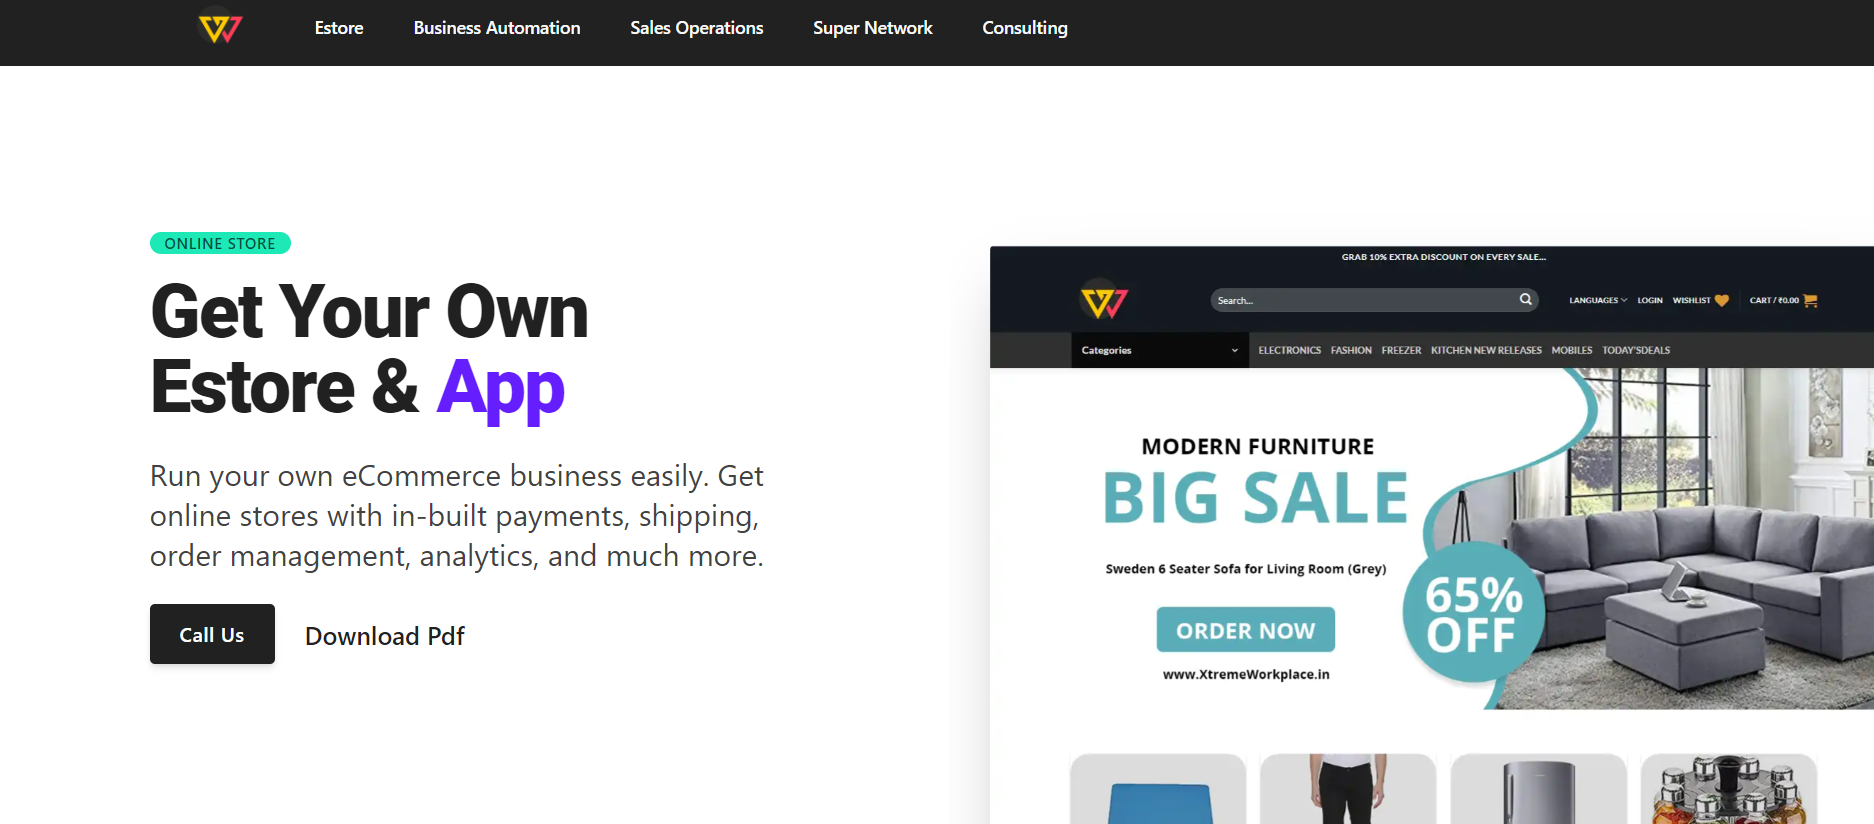 Estore Business Automation Sales Operations Super Network Consulting
ONLINE STORE
Get Your Own
Estore & App
Run your own eCommerce business easily. Get
online stores with in-built payments, shipping,
order management, analytics, and much more.
Call Us Download Pdf
GRAB 10% EXTRA DISCOUNT ON EVERY SALE...
Search... LANGUAGES LOGIN WISHLIST CART / ₹0.00
Categories ELECTRONICS FASHION FREEZER KITCHEN NEW RELEASES MOBILES TODAY'SDEALS
MODERN FURNITURE
BIG SALE
Sweden 6 Seater Sofa for Living Room (Grey)
65%
OFF
ORDER NOW
www.XtremeWorkplace.in